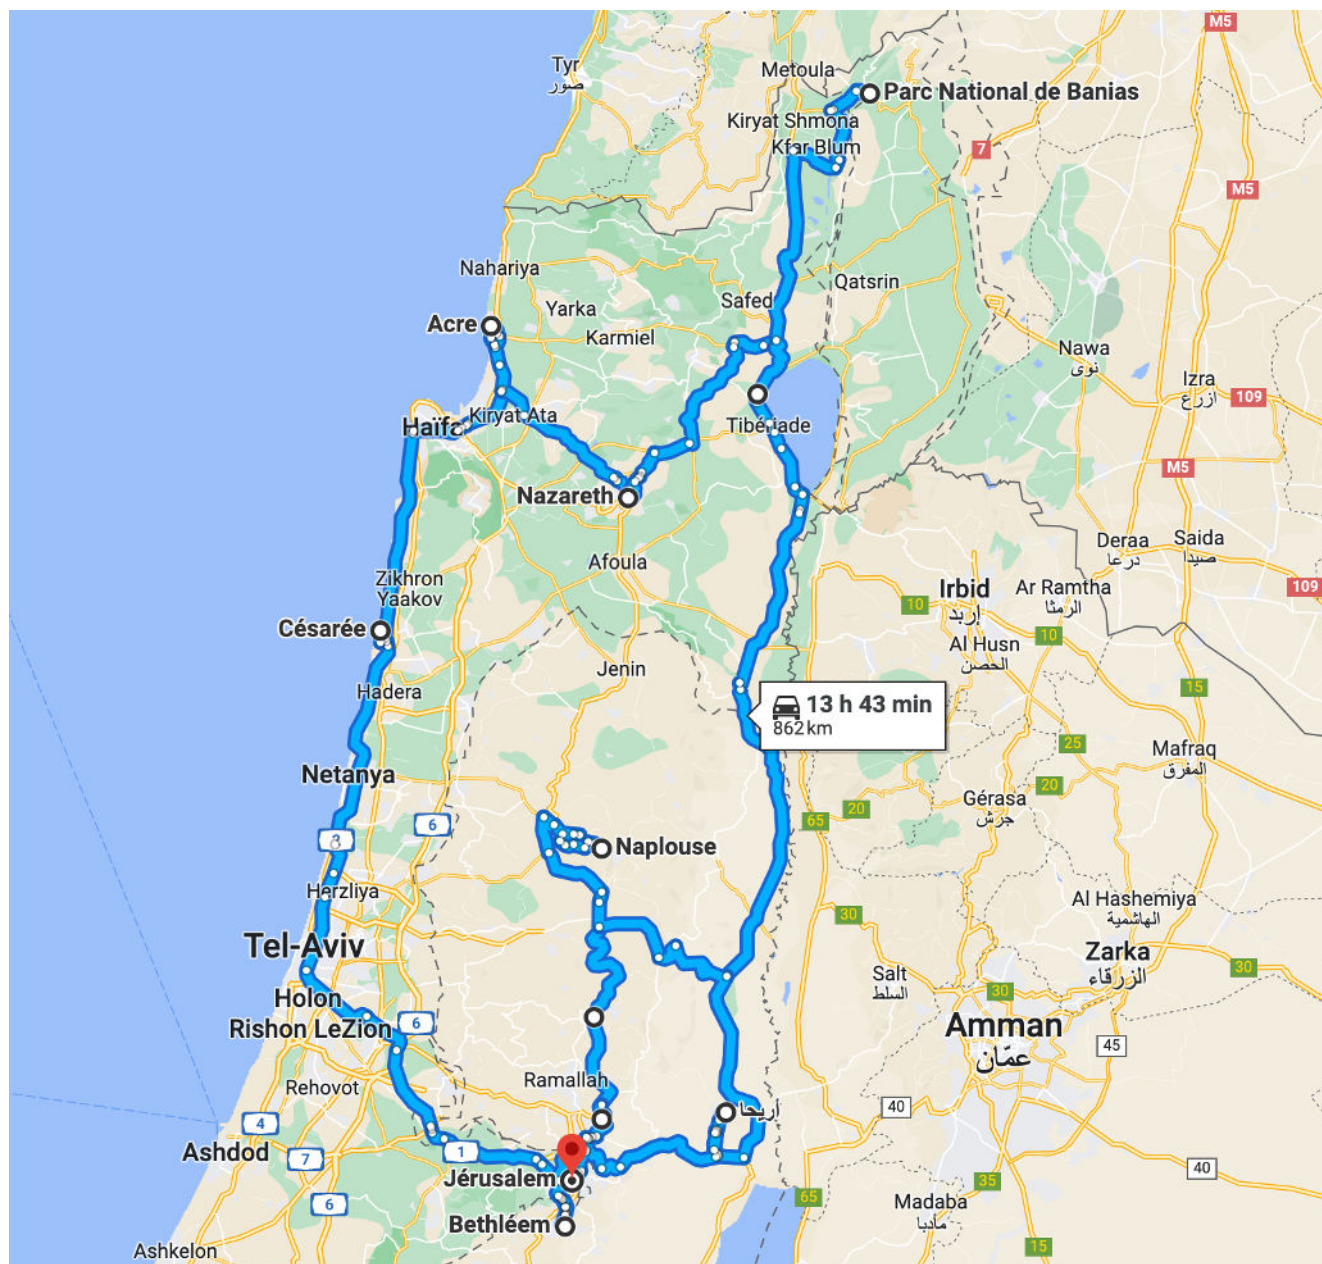 M5
Tyr
صور
Metoula
Parc National de Banias
Kiryat Shmona
Kfar Blum
7
M5
Nahariya
Qatsrin
Safed
Yarka
Acre
Karmiel
Nawa
نوى
Izra
ازرع
109
Kiryat Ata
Haïfa
Tibériade
M5
Nazareth
Deraa
درعا
Saida
صيدا
Afoula
Zikhron
Yaakov
Irbid
إربد
Ar Ramtha
الرمثا
109
10
10
Césarée
Al Husn
الحصن
Jenin
Hadera
15
13 h 43 min
862 km
25
Mafraq
المفرق
Netanya
20
Gérasa
جرش
20
65
6
Naplouse
Herzliya
Al Hashemiya
الهاشمية
30
Tel-Aviv
Zarka
الزرقاء
30
Salt
السلط
30
Holon
Rishon LeZion
6
Amman
عمّان
45
Ramallah
Rehovot
أريحا
40
4
Ashdod
7
1
40
Jérusalem
35
65
6
Madaba
مأدبا
Bethléem
15
Ashkelon